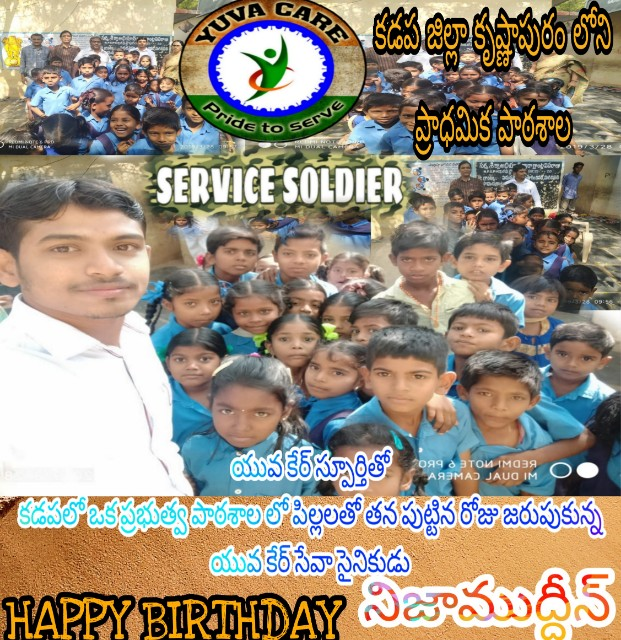 YUVA CARE
Pride to serve
కడప జిల్లా కృష్ణాపురం లోని
ప్రాధమిక పాఠశాల
SERVICE SOLDIER
REDMI NOTE 6 PRO
MI DUAL CAMERA
యువ కేర్ స్పూర్తితో
కడపలో ఒక ప్రభుత్వ పాఠశాల లో పిల్లలతో తన పుట్టిన రోజు జరుపుకున్న
యువ కేర్ సేవా సైనికుడు
HAPPY BIRTHDAY నిజాముద్దీన్